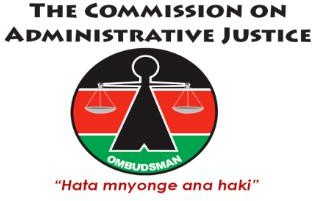 THE COMMISSION ON
ADMINISTRATIVE JUSTICE
OMBUDSMAN
"Hata mnyonge ana haki"